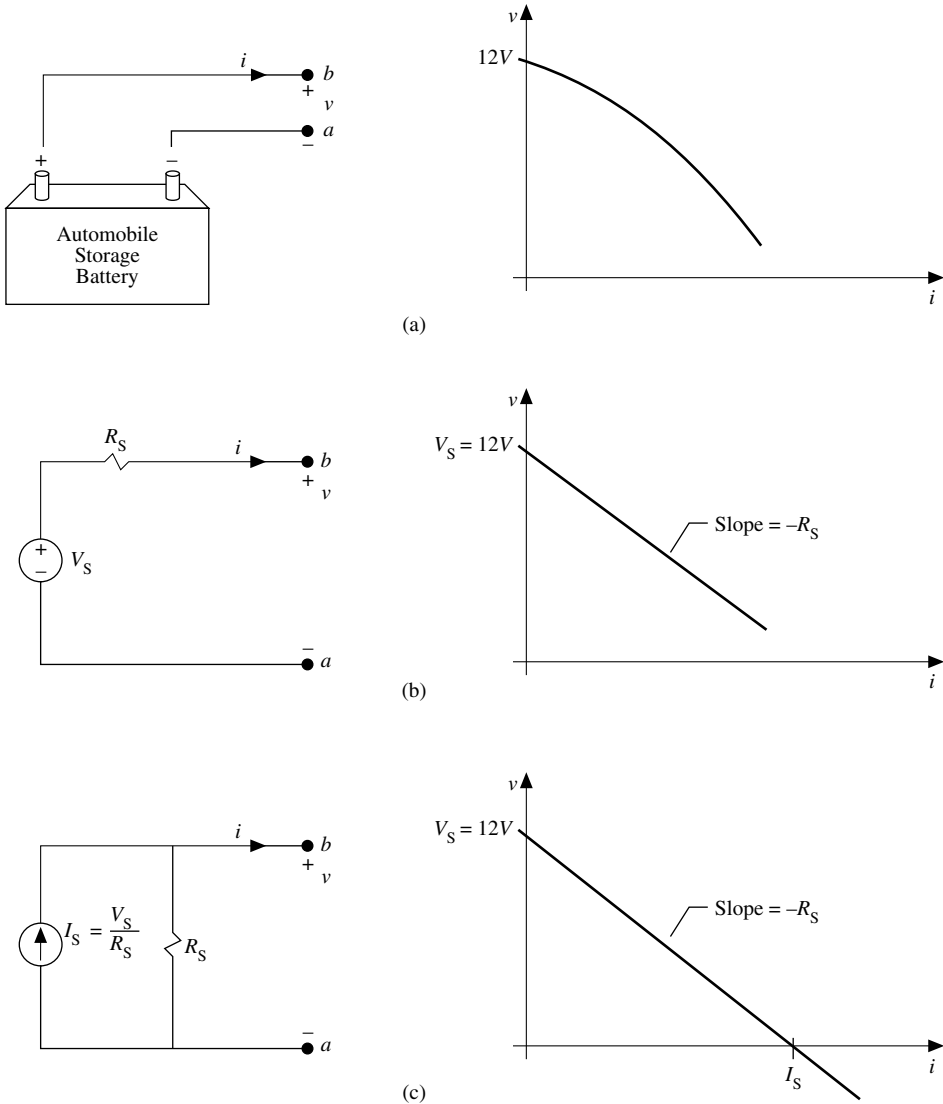 v
i
b
12V
+
v
a
–
+
–
Automobile
Storage
Battery
i
(a)
v
R_S
i
b
V_S = 12V
+
v
Slope = –R_S
+
–
V_S
–
a
i
(b)
v
i
b
V_S = 12V
+
v
Slope = –R_S
I_S = V_S/R_S
R_S
–
a
I_S
i
(c)